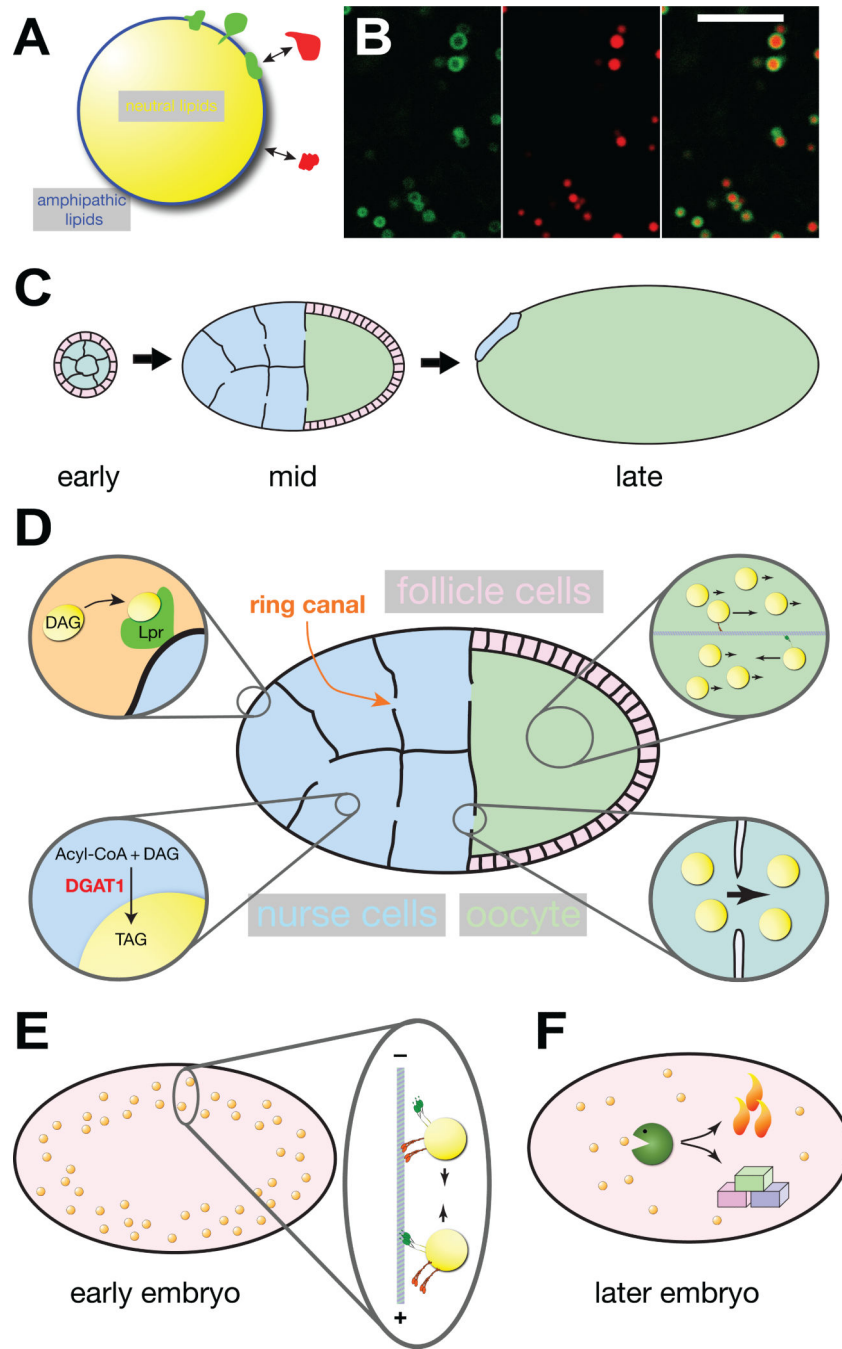 A
neutral lipids
amphipathic
lipids
B
C
early
mid
late
D
DAG
Lpr
ring canal
follicle cells
Acyl-CoA + DAG
DGAT1
TAG
nurse cells
oocyte
E
–
+
early embryo
F
later embryo